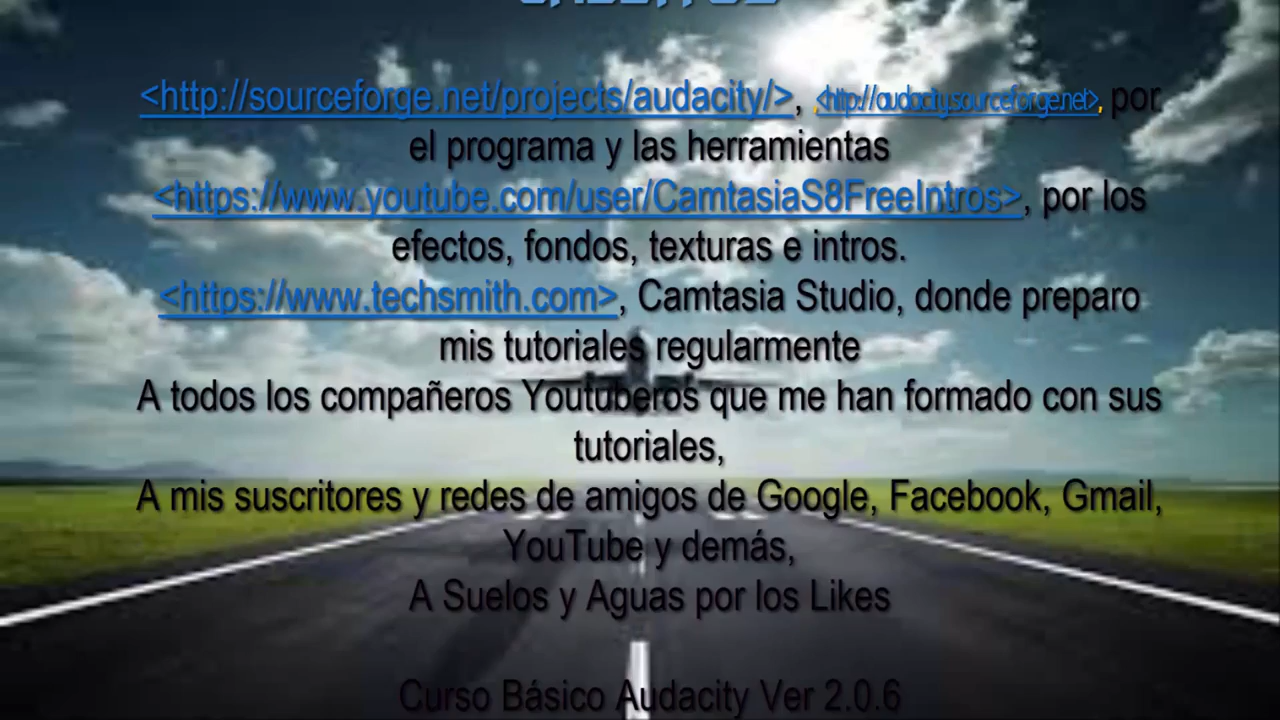 <http://sourceforge.net/projects/audacity/>, <http://audacity.sourceforge.net>, por
el programa y las herramientas
<https://www.youtube.com/user/CamtasiaS8FreeIntros>, por los
efectos, fondos, texturas e intros.
<https://www.techsmith.com>, Camtasia Studio, donde preparo
mis tutoriales regularmente
A todos los compañeros Youtuberos que me han formado con sus
tutoriales,
A mis suscritores y redes de amigos de Google, Facebook, Gmail,
YouTube y demás,
A Suelos y Aguas por los Likes
Curso Básico Audacity Ver 2.0.6